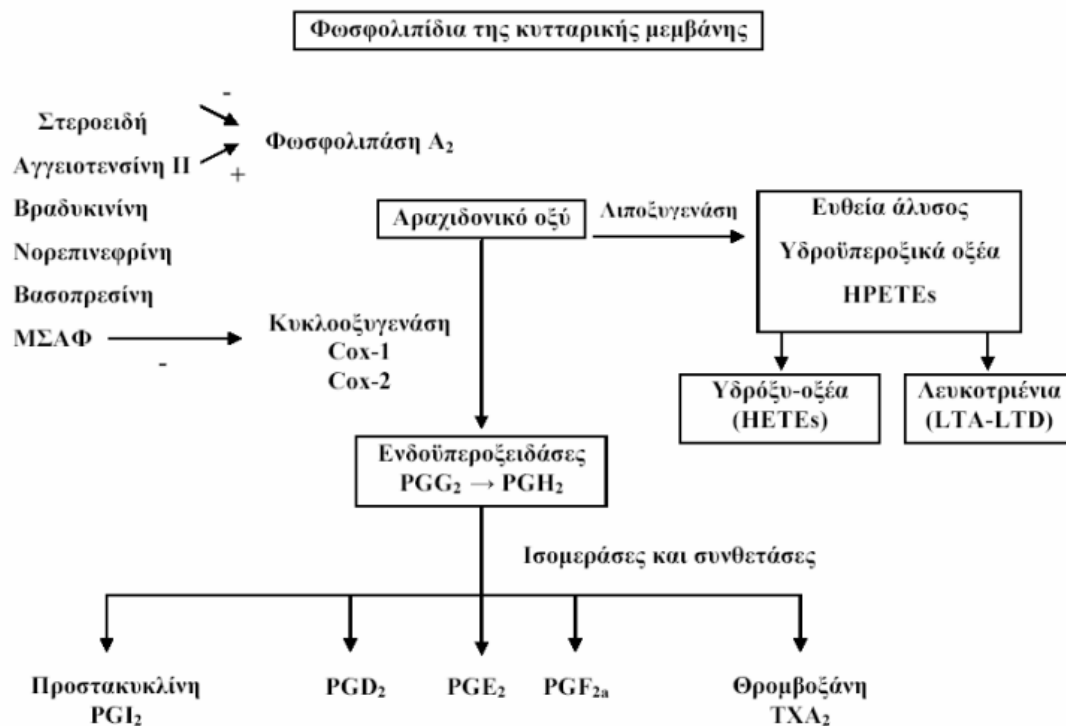 Φωσφολιπίδια της κυτταρικής μεμβάνης
-
Στεροειδή
Φωσφολιπάση A₂
Αγγειοτενσίνη ΙΙ
+
Βραδυκινίνη
Νορεπινεφρίνη
Βασοπρεσίνη
ΜΣΑΦ
-
Αραχιδονικό οξύ
Λιποξυγενάση
Ευθεία άλυσος
Υδροϋπεροξικά οξέα
HPETEs
Κυκλοοξυγενάση
Cox-1
Cox-2
Υδρόξυ-οξέα
(HETEs)
Λευκοτριένια
(LTA-LTD)
Ενδοϋπεροξειδάσες
PGG₂ → PGH₂
Ισομεράσες και συνθετάσες
Προστακυκλίνη
PGI₂
PGD₂
PGE₂
PGF₂ₐ
Θρομβοξάνη
TXA₂